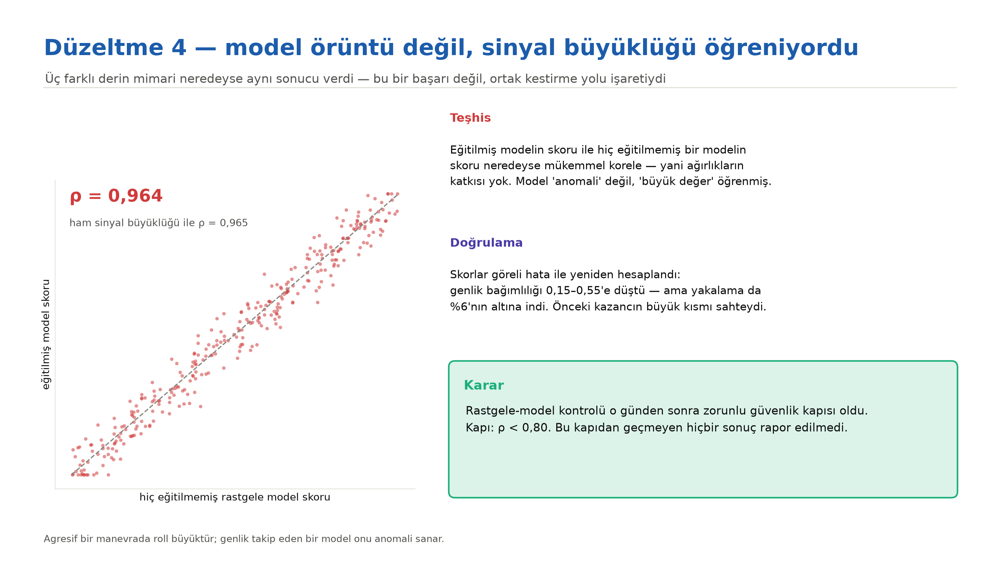 Düzeltme 4 — model örüntü değil, sinyal büyüklüğü öğreniyordu
Üç farklı derin mimari neredeyse aynı sonucu verdi — bu bir başarı değil, ortak kestirme yolu işaretiydi
ρ = 0,964
ham sinyal büyüklüğü ile ρ = 0,965
eğitilmiş model skoru
hiç eğitilmemiş rastgele model skoru
Teşhis
Eğitilmiş modelin skoru ile hiç eğitilmemiş bir modelin
skoru neredeyse mükemmel korele — yani ağırlıkların
katkısı yok. Model 'anomali' değil, 'büyük değer' öğrenmiş.
Doğrulama
Skorlar göreli hata ile yeniden hesaplandı:
genlik bağımlılığı 0,15–0,55'e düştü — ama yakalama da
%6'nın altına indi. Önceki kazancın büyük kısmı sahteydi.
Karar
Rastgele-model kontrolü o günden sonra zorunlu güvenlik kapısı oldu.
Kapı: ρ < 0,80. Bu kapıdan geçmeyen hiçbir sonuç rapor edilmedi.
Agresif bir manevrada roll büyüktür; genlik takip eden bir model onu anomali sanar.